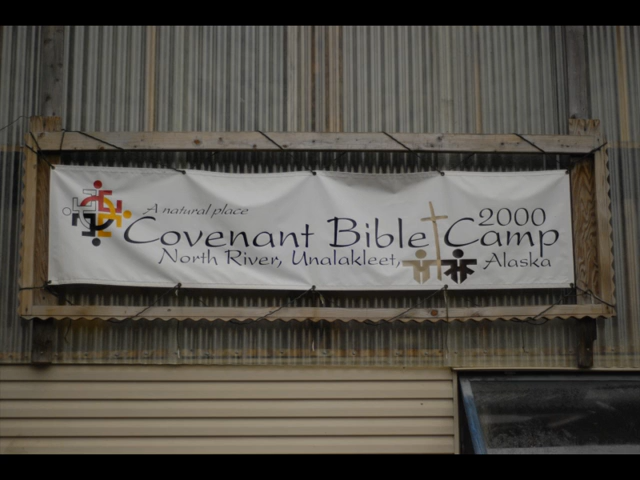 A natural place
Covenant Bible Camp 2000
North River, Unalakleet, Alaska